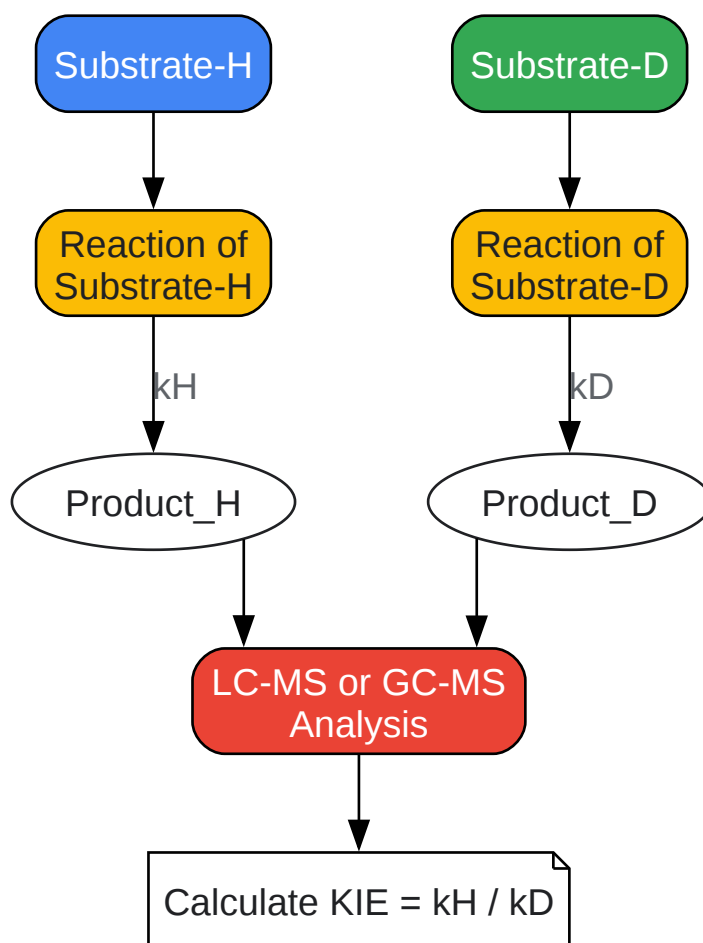 Substrate-H
Substrate-D
Reaction of
Substrate-H
Reaction of
Substrate-D
kH
kD
Product_H
Product_D
LC-MS or GC-MS
Analysis
Calculate KIE = kH / kD